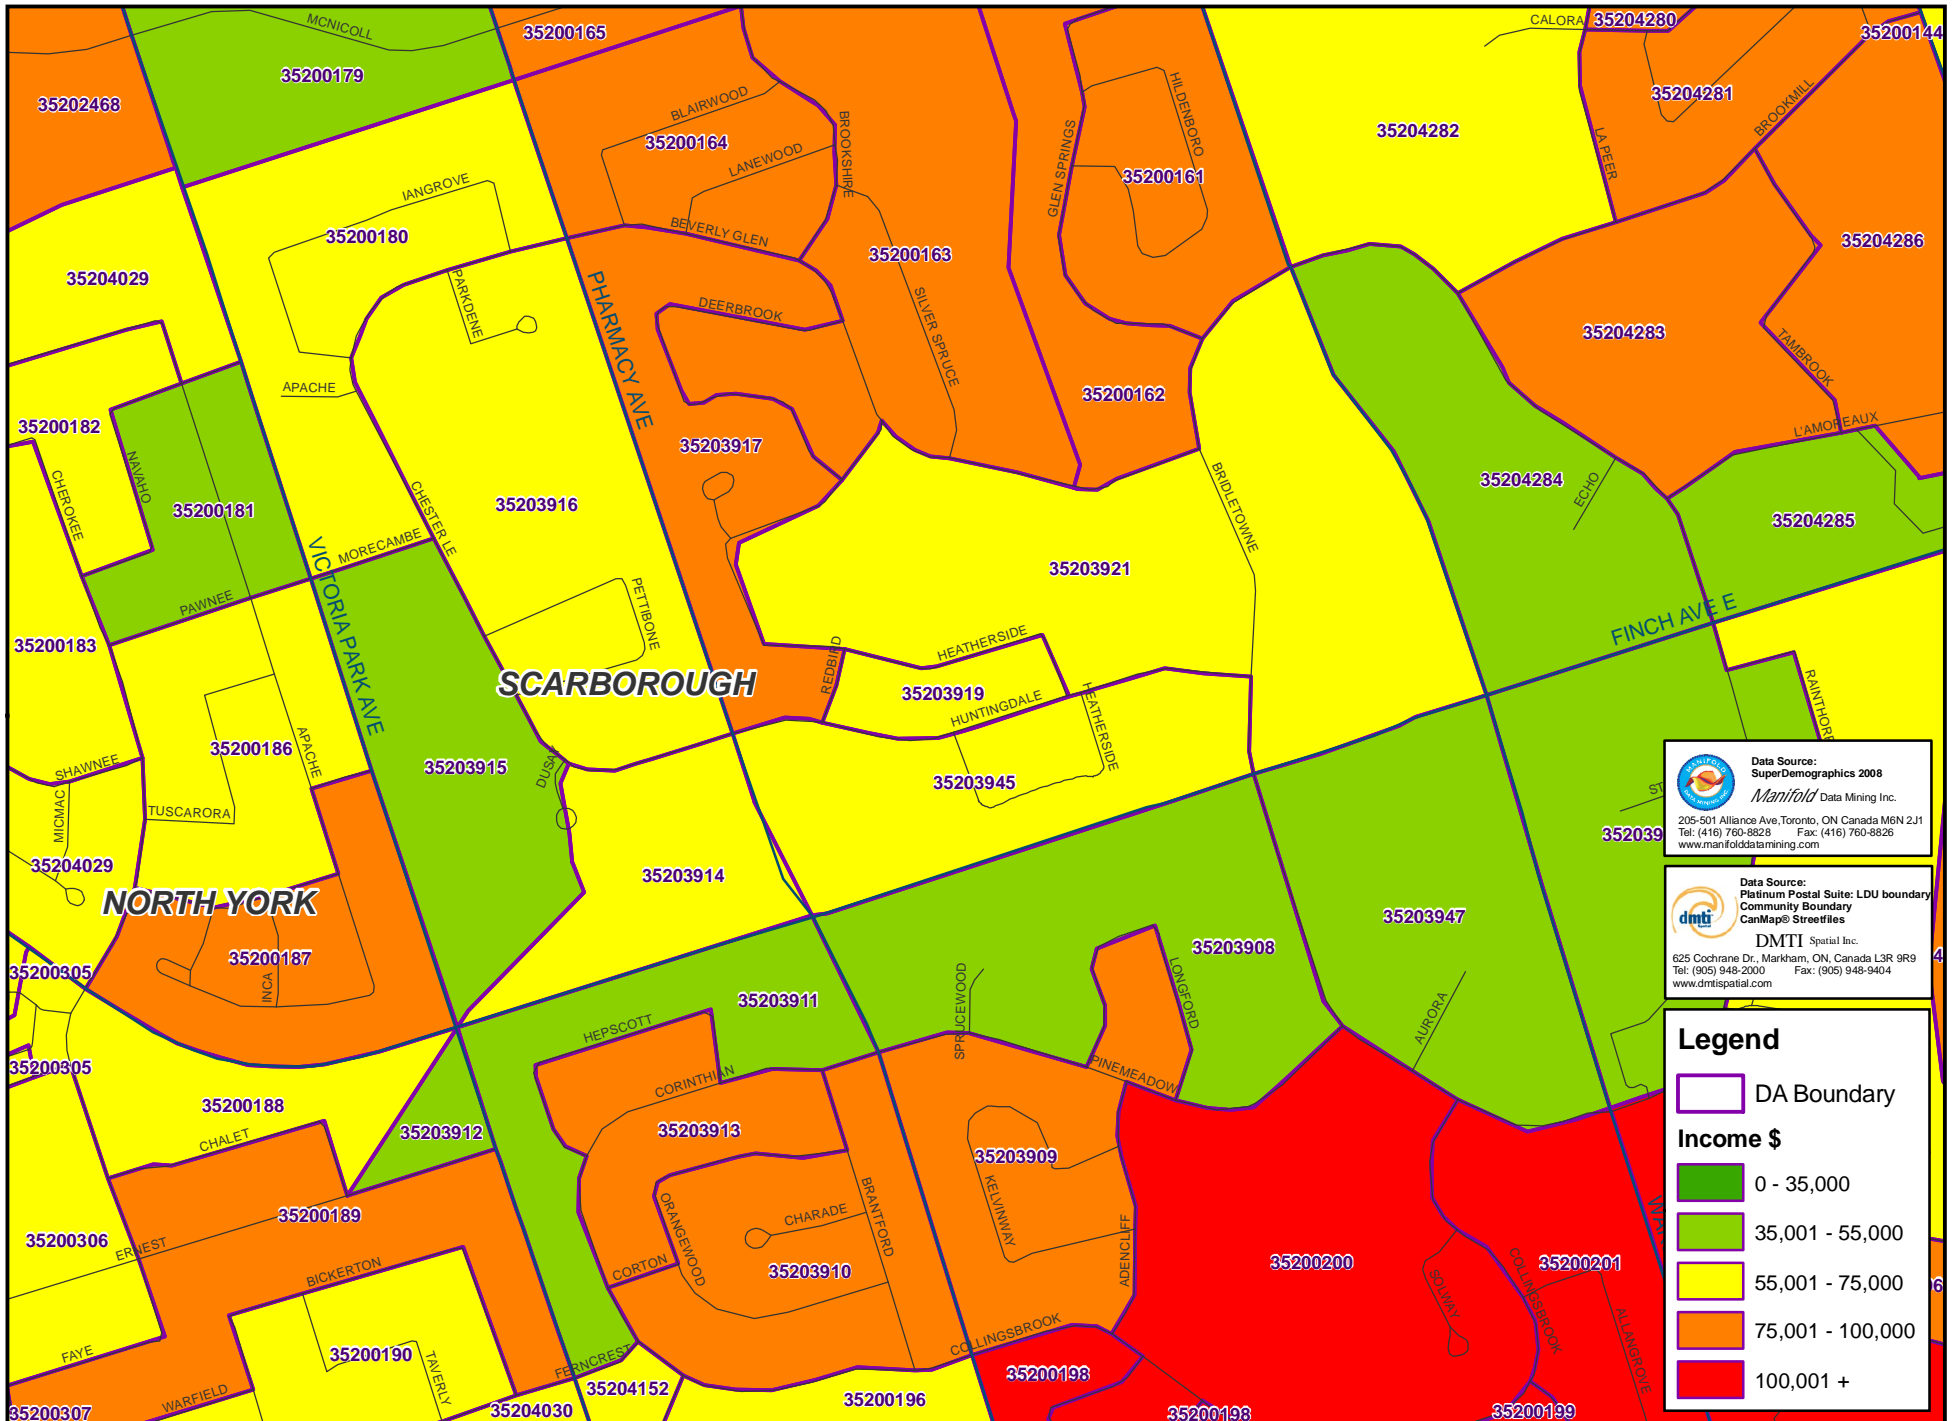 MCNICOLL
35200165
CALORA
35204280
35200144
35200179
35202468
BLAIRWOOD
35200164
LANEWOOD
BROOKSHIRE
HILDENBORO
GLEN SPRINGS
35200161
35204282
35204281
BROOKMILL
LA PEER
IANGROVE
35200180
BEVERLY GLEN
35200163
35204286
35204029
PARKDENE
PHARMACY AVE
DEERBROOK
SILVER SPRUCE
35204283
TAMBROOK
APACHE
35200162
L'AMOREAUX
35200182
NAVAHO
CHEROKEE
35200181
CHESTER LE
35203916
35203917
BRIDLETOWNE
35204284
ECHO
35204285
MORECAMBE
VICTORIA PARK AVE
35203921
PAWNEE
PETTIBONE
FINCH AVE E
35200183
HEATHERSIDE
REDBIRD
SCARBOROUGH
35203919
HUNTINGDALE
HEATHERSIDE
35200186
APACHE
SHAWNEE
35203915
35203945
MICMAC
TUSCARORA
35204029
35203914
NORTH YORK
35203947
35203908
35200187
INCA
35200305
35203911
SPRUCEWOOD
LONGFORD
AURORA
HEPSCOTT
35200305
CORINTHIAN
PINEMEADOW
35200188
CHALET
35203912
35203913
35203909
KELVINWAY
ADENCLIFF
35200189
ORANGEWOOD
CHARADE
BRANTFORD
35200306
ERNEST
BICKERTON
CORTON
35203910
35200200
35200201
SOLWAY
COLLINGSBROOK
ALLANGROVE
FAYE
35200190
TAVERLY
FERNCREST
COLLINGSBROOK
WARFIELD
35200307
35204030
35204152
35200196
35200198
35200198
35200199
Data Source:
SuperDemographics 2008
MANIFOLD
DATA MINING INC
Manifold Data Mining Inc.
205-501 Alliance Ave,Toronto, ON Canada M6N 2J1
Tel: (416) 760-8828 Fax: (416) 760-8826
www.manifolddatamining.com
Data Source:
Platinum Postal Suite: LDU boundary
Community Boundary
CanMap® Streetfiles
dmti
Spatial
DMTI Spatial Inc.
625 Cochrane Dr., Markham, ON, Canada L3R 9R9
Tel: (905) 948-2000 Fax: (905) 948-9404
www.dmtispatial.com
Legend
DA Boundary
Income $
0 - 35,000
35,001 - 55,000
55,001 - 75,000
75,001 - 100,000
100,001 +